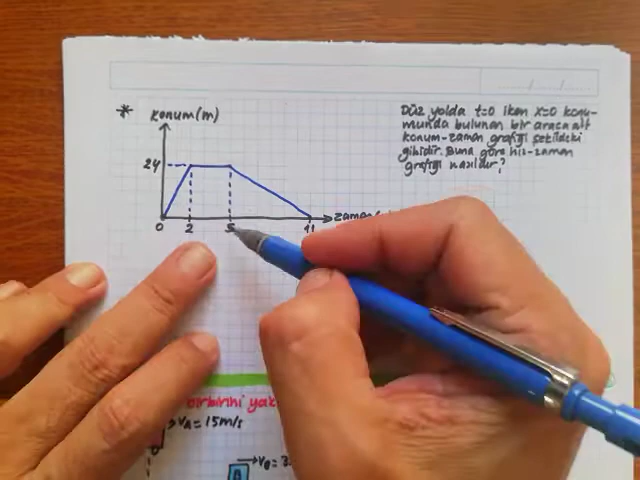 * Konum(m)
Düz yolda t=0 iken x=0 konu-
munda bulunan bir araca ait
konum-zaman grafiği şekildeki
gibidir. Buna göre hız-zaman
grafiği nasıldır?
24
0 2 5 11
birbirini
VA = 15m/s
A